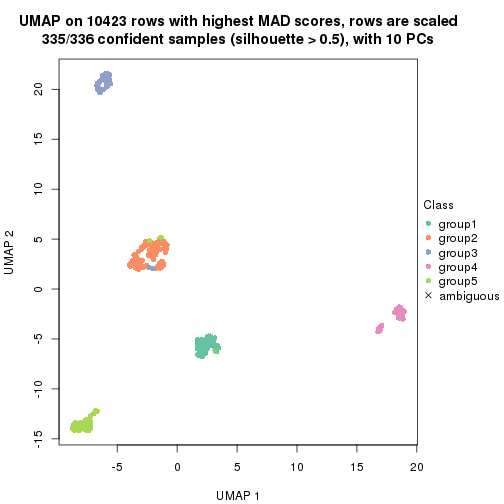 UMAP on 10423 rows with highest MAD scores, rows are scaled
335/336 confident samples (silhouette > 0.5), with 10 PCs
20
15
10
5
0
-5
-10
-15
UMAP 2
-5
0
5
10
15
20
UMAP 1
Class
group1
group2
group3
group4
group5
ambiguous